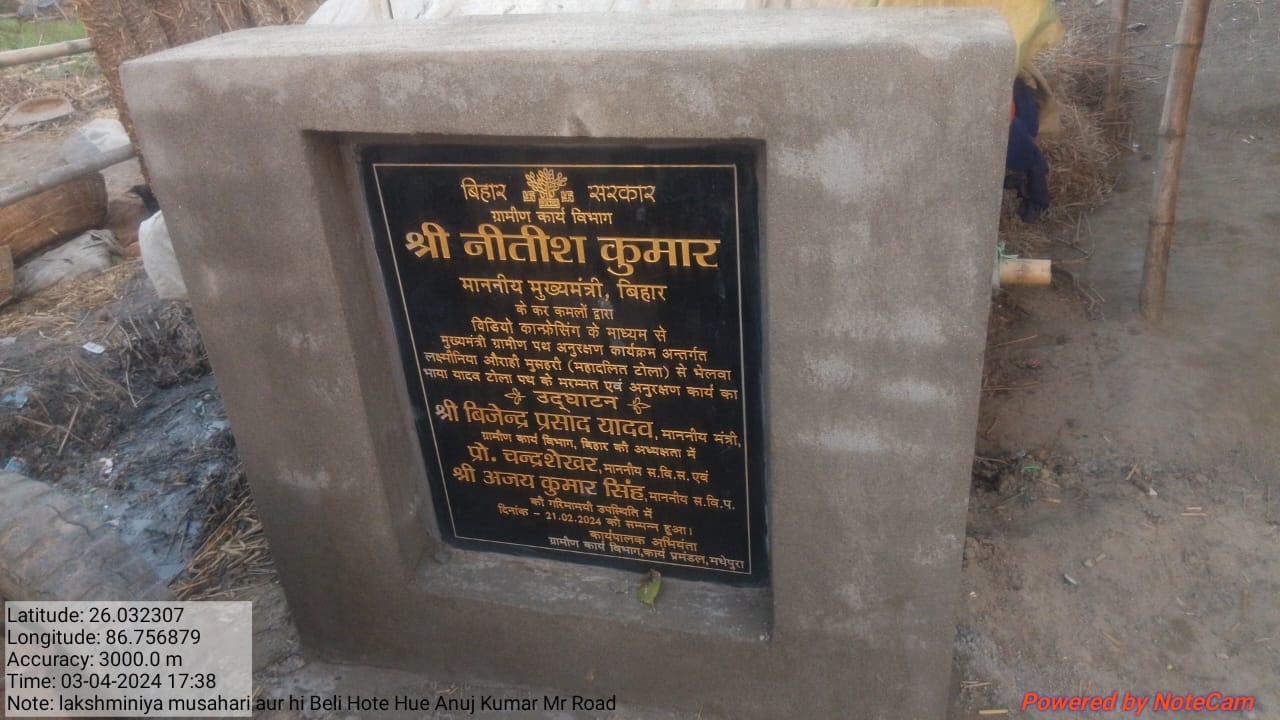 बिहार सरकार
ग्रामीण कार्य विभाग
श्री नीतीश कुमार
माननीय मुख्यमंत्री, बिहार
के कर कमलों द्वारा
विडियो कान्फ्रेसिंग के माध्यम से
मुख्यमंत्री ग्रामीण पथ अनुरक्षण कार्यक्रम अन्तर्गत
लक्ष्मीनिया औराही मुसहरी (महादलित टोला) से भेलवा
भाया यादव टोला पथ के मरम्मत एवं अनुरक्षण कार्य का
उद्घाटन
श्री बिजेन्द्र प्रसाद यादव, माननीय मंत्री,
ग्रामीण कार्य विभाग, बिहार की अध्यक्षता में
प्रो. चन्द्रशेखर, माननीय स.वि.स. एवं
श्री अजय कुमार सिंह, माननीय स.वि.प.
की गरिमामयी उपस्थिति में
दिनांक - 21.02.2024 को सम्पन्न हुआ।
कार्यपालक अभियंता
ग्रामीण कार्य विभाग, कार्य प्रमंडल, मधेपुरा
Latitude: 26.032307
Longitude: 86.756879
Accuracy: 3000.0 m
Time: 03-04-2024 17:38
Note: lakshminiya musahari aur hi Beli Hote Hue Anuj Kumar Mr Road
Powered by NoteCam